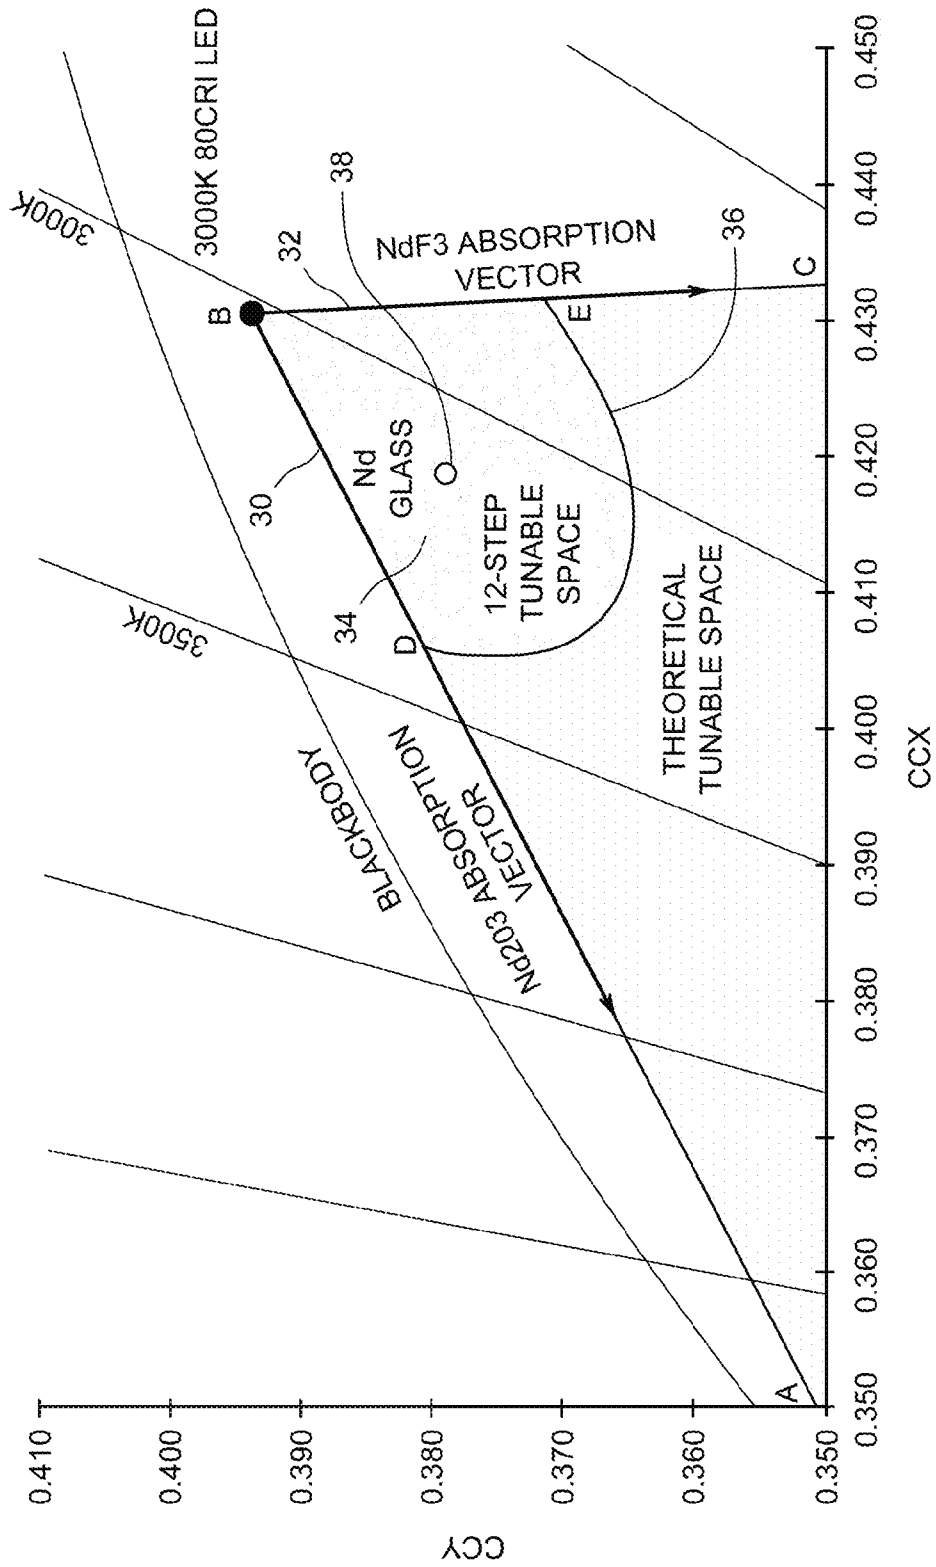 3000K 80CRI LED
3000K
B
32
38
NdF3 ABSORPTION
VECTOR
C
36
E
30
Nd
GLASS
34
D
12-STEP
TUNABLE
SPACE
3500K
THEORETICAL
TUNABLE SPACE
BLACKBODY
Nd203 ABSORPTION
VECTOR
A
CCY
0.410
0.400
0.390
0.380
0.370
0.360
0.350
0.350
0.360
0.370
0.380
0.390
0.400
0.410
0.420
0.430
0.440
0.450
CCX